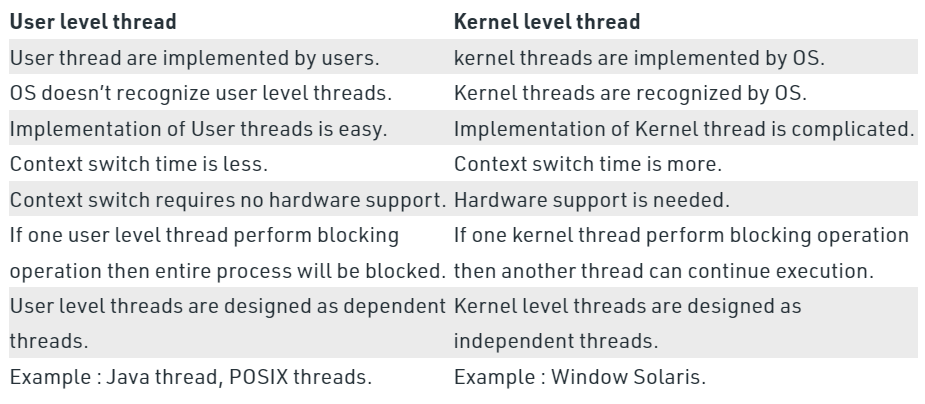 User level thread Kernel level thread
User thread are implemented by users. kernel threads are implemented by OS.
OS doesn’t recognize user level threads. Kernel threads are recognized by OS.
Implementation of User threads is easy. Implementation of Kernel thread is complicated.
Context switch time is less. Context switch time is more.
Context switch requires no hardware support. Hardware support is needed.
If one user level thread perform blocking If one kernel thread perform blocking operation
operation then entire process will be blocked. then another thread can continue execution.
User level threads are designed as dependent Kernel level threads are designed as
threads. independent threads.
Example : Java thread, POSIX threads. Example : Window Solaris.